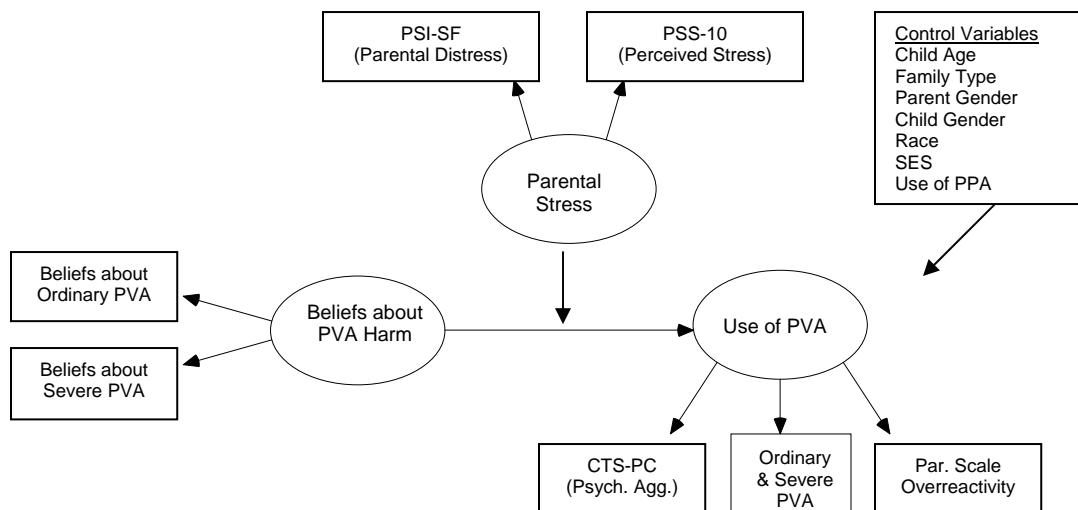 PSI-SF
(Parental Distress)
PSS-10
(Perceived Stress)
Control Variables
Child Age
Family Type
Parent Gender
Child Gender
Race
SES
Use of PPA
Parental
Stress
Beliefs about
Ordinary PVA
Beliefs about
PVA Harm
Use of PVA
Beliefs about
Severe PVA
CTS-PC
(Psych. Agg.)
Ordinary
& Severe
PVA
Par. Scale
Overreactivity